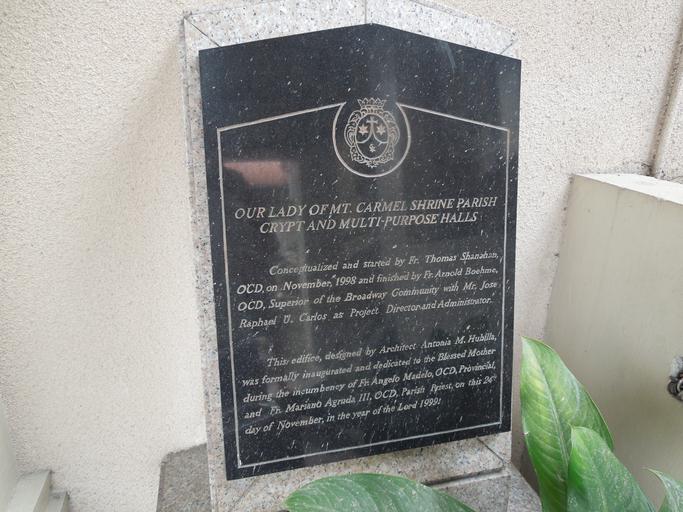 OUR LADY OF MT. CARMEL SHRINE PARISH
CRYPT AND MULTI-PURPOSE HALLS
Conceptualized and started by Fr. Thomas Shanahan,
OCD, on November, 1998 and finished by Fr. Arnold Boehme,
OCD, Superior of the Broadway Community with Mr. Jose
Raphael U. Carlos as Project Director and Administrator.
This edifice, designed by Architect Antonia M. Hubilla,
was formally inaugurated and dedicated to the Blessed Mother
during the incumbency of Fr. Angelo Madelo, OCD, Provincial,
and Fr. Mariano Agruda, III, OCD, Parish Priest, on this 24th
day of November, in the year of the Lord 1999.